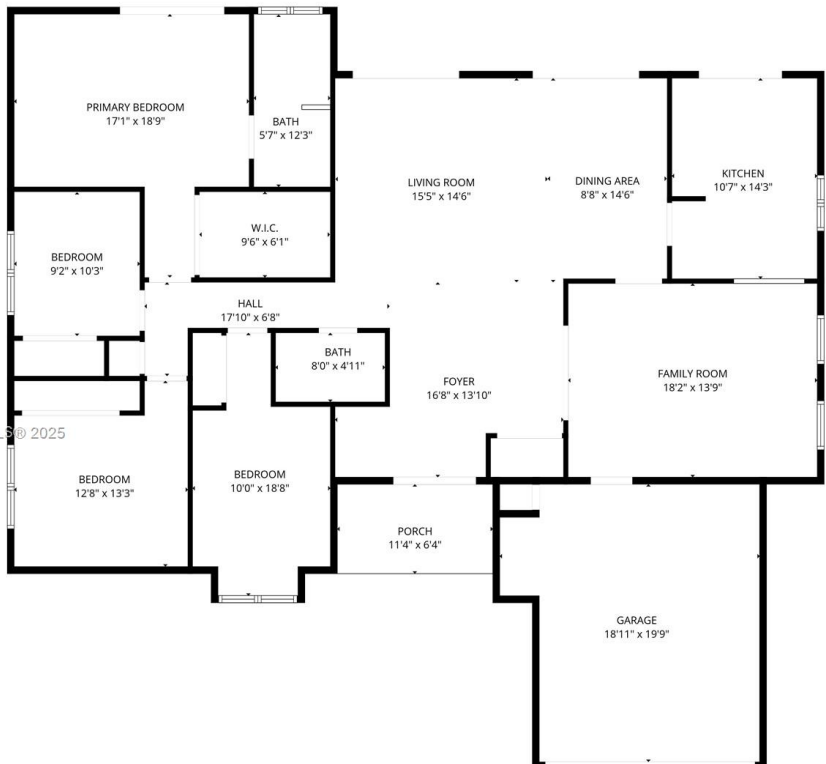 PRIMARY BEDROOM
17'1" x 18'9"
BATH
5'7" x 12'3"
LIVING ROOM
15'5" x 14'6"
DINING AREA
8'8" x 14'6"
KITCHEN
10'7" x 14'3"
W.I.C.
9'6" x 6'1"
BEDROOM
9'2" x 10'3"
HALL
17'10" x 6'8"
BATH
8'0" x 4'11"
FOYER
16'8" x 13'10"
FAMILY ROOM
18'2" x 13'9"
LS® 2025
BEDROOM
12'8" x 13'3"
BEDROOM
10'0" x 18'8"
PORCH
11'4" x 6'4"
GARAGE
18'11" x 19'9"